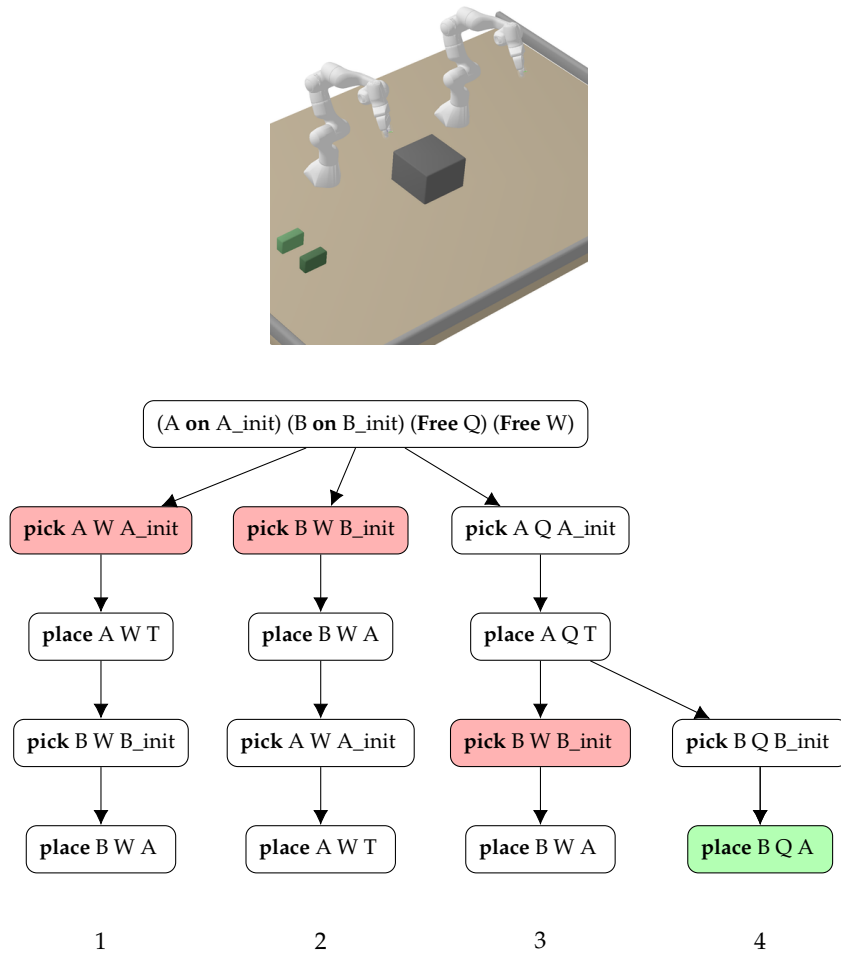 (A on A_init) (B on B_init) (Free Q) (Free W)
pick A W A_init
pick B W B_init
pick A Q A_init
place A W T
place B W A
place A Q T
pick B W B_init
pick A W A_init
pick B W B_init
pick B Q B_init
place B W A
place A W T
place B W A
place B Q A
1
2
3
4